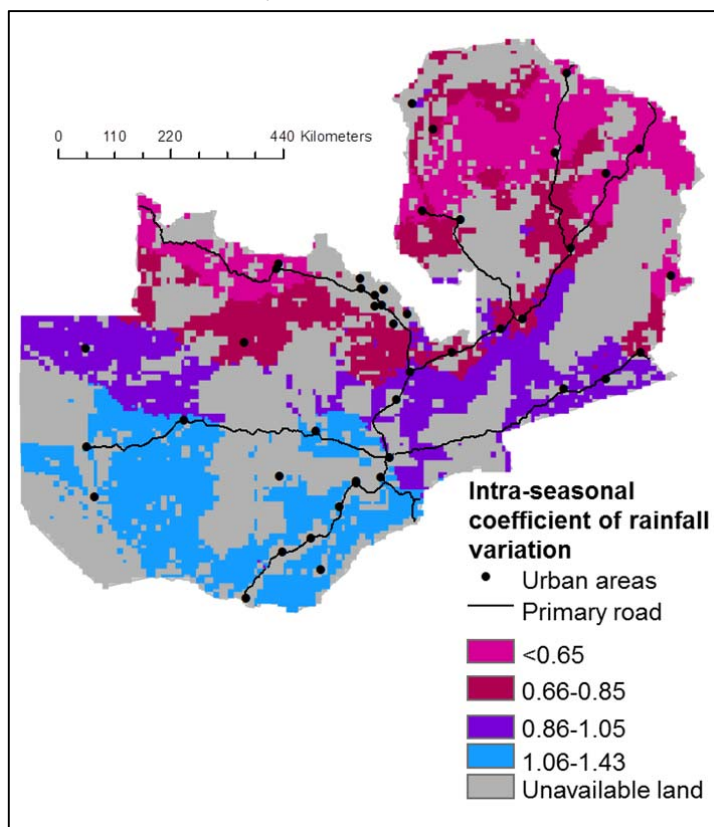 0 110 220 440 Kilometers
Intra-seasonal
coefficient of rainfall
variation
Urban areas
Primary road
<0.65
0.66-0.85
0.86-1.05
1.06-1.43
Unavailable land